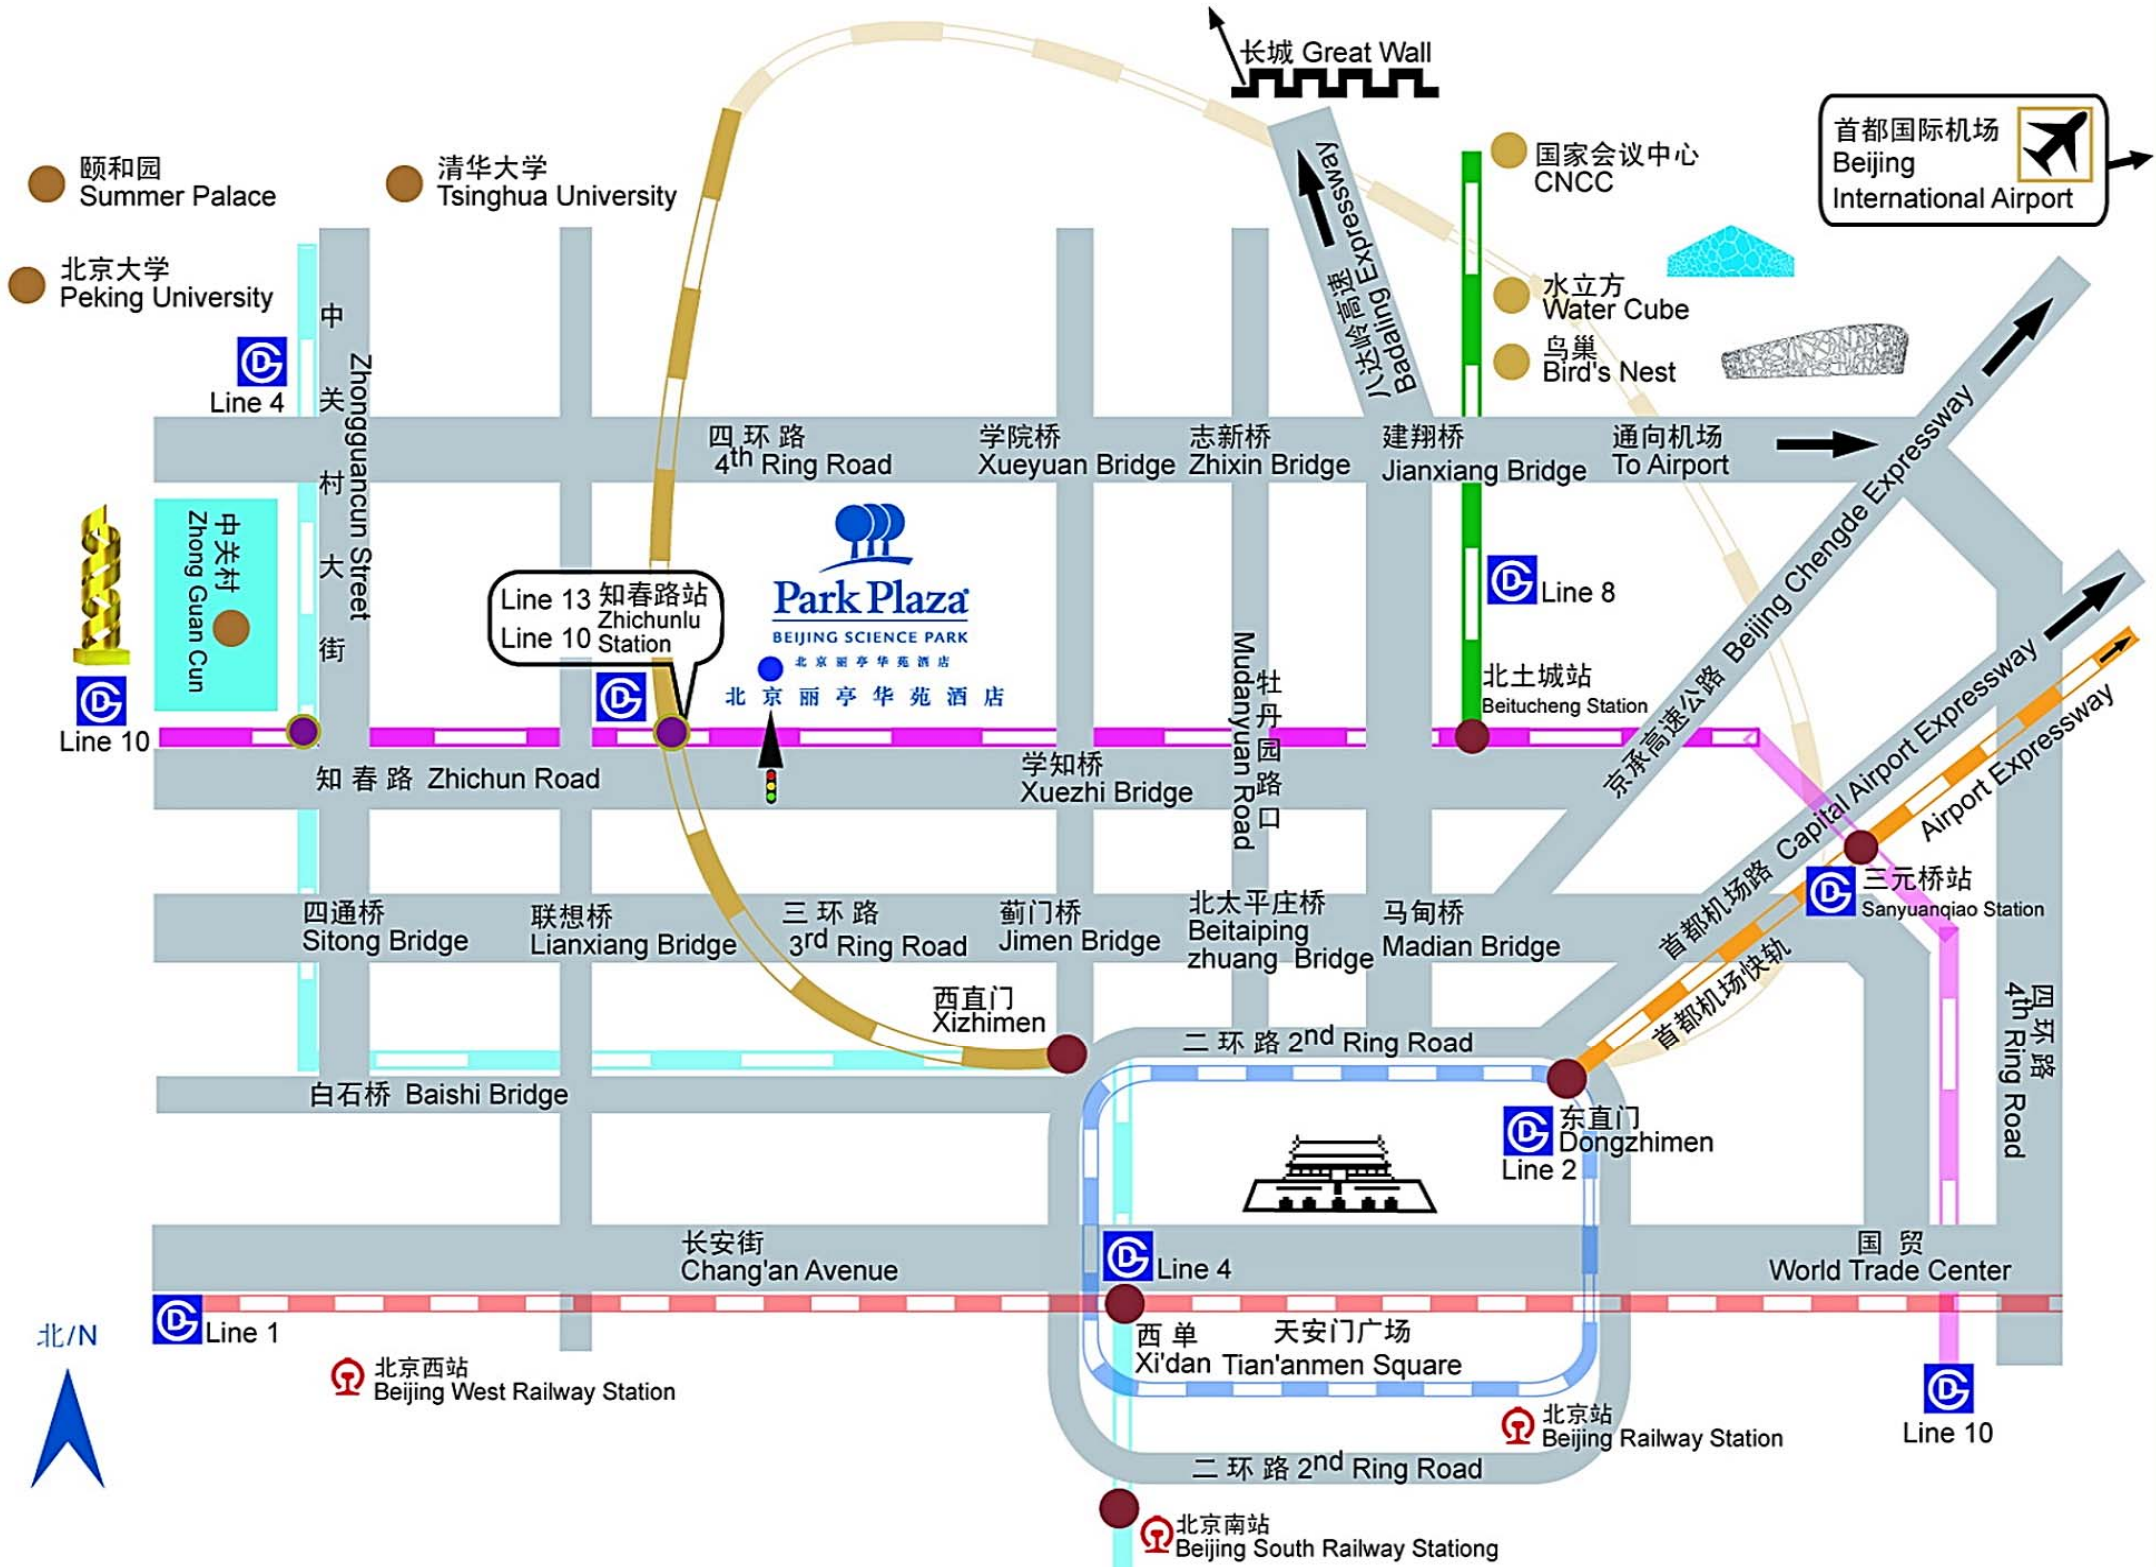 长城 Great Wall
首都国际机场
Beijing
International Airport
国家会议中心
CNCC
颐和园
Summer Palace
清华大学
Tsinghua University
北京大学
Peking University
水立方
Water Cube
鸟巢
Bird's Nest
八达岭高速
Badaling Expressway
Line 4
中关村大街
Zhongguancun Street
四环路
4th Ring Road
学院桥
Xueyuan Bridge
志新桥
Zhixin Bridge
建翔桥
Jianxiang Bridge
通向机场
To Airport
中关村
Zhong Guan Cun
Line 13 知春路站
Zhichunlu
Line 10 Station
Park Plaza
BEIJING SCIENCE PARK
北京丽亭华苑酒店
北京丽亭华苑酒店
Line 8
北土城站
Beitucheng Station
京承高速公路 Beijing Chengde Expressway
Line 10
知春路 Zhichun Road
学知桥
Xuezhi Bridge
牡丹园路口
Mudanyuan Road
首都机场路 Capital Airport Expressway
Airport Expressway
首都机场快轨
三元桥站
Sanyuanqiao Station
四通桥
Sitong Bridge
联想桥
Lianxiang Bridge
三环路
3rd Ring Road
蓟门桥
Jimen Bridge
北太平庄桥
Beitaiping
zhuang Bridge
马甸桥
Madian Bridge
西直门
Xizhimen
二环路 2nd Ring Road
四环路
4th Ring Road
白石桥 Baishi Bridge
东直门
Dongzhimen
Line 2
长安街
Chang'an Avenue
Line 4
国贸
World Trade Center
Line 1
西单
Xi'dan
天安门广场
Tian'anmen Square
北/N
北京西站
Beijing West Railway Station
北京站
Beijing Railway Station
Line 10
二环路 2nd Ring Road
北京南站
Beijing South Railway Stationg